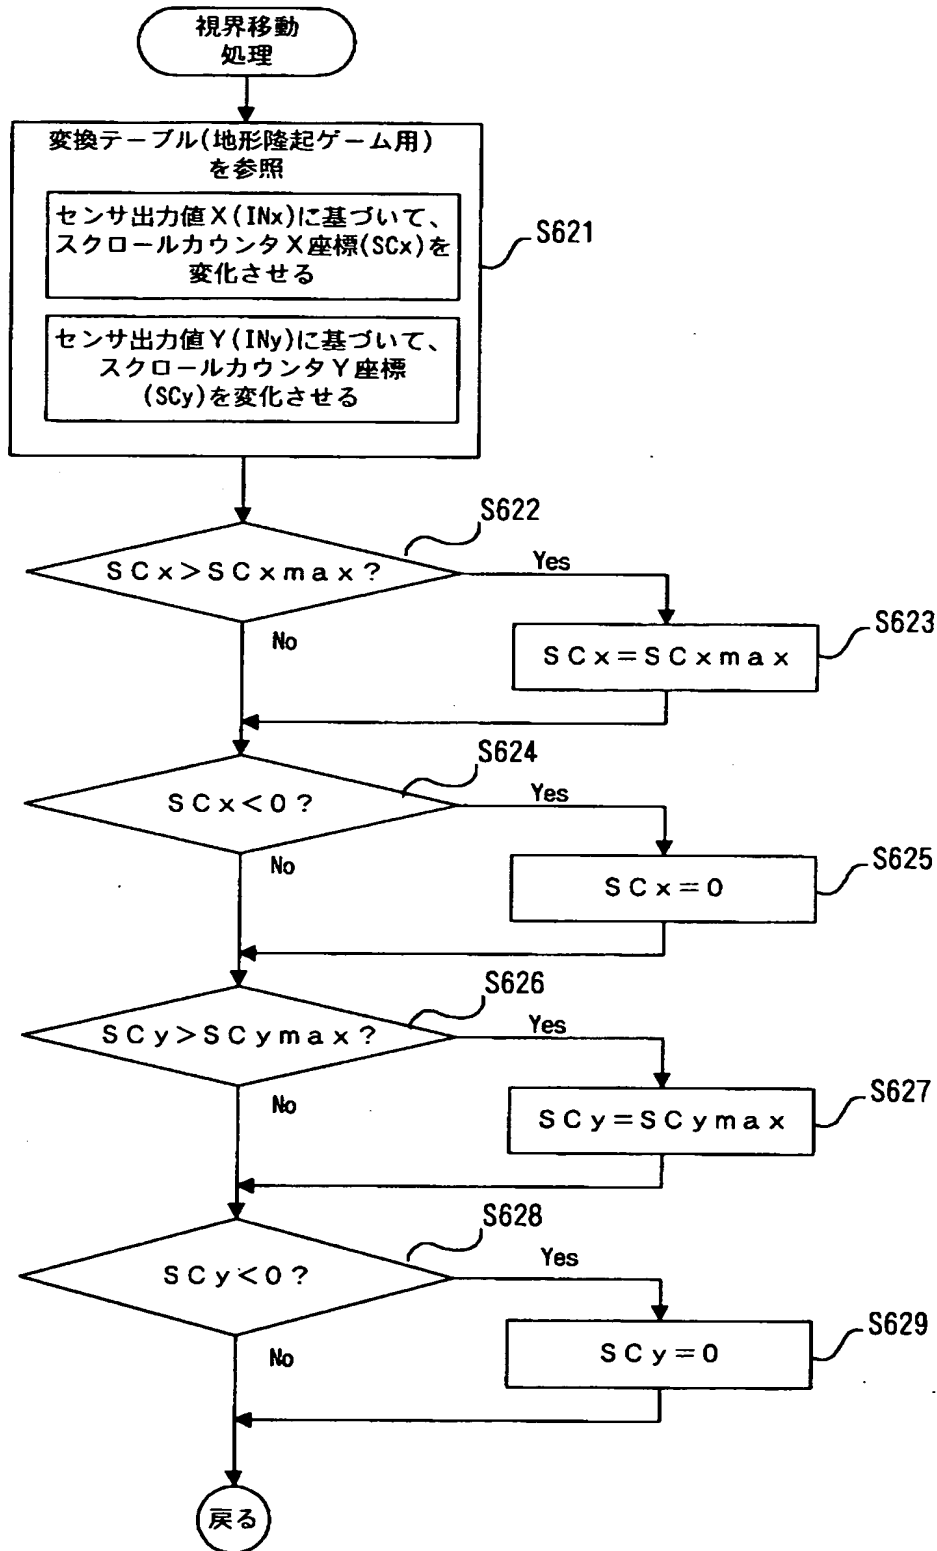 視界移動
処理
変換テーブル(地形隆起ゲーム用)
を参照
センサ出力値X(INx)に基づいて、
スクロールカウンタX座標(SCx)を
変化させる
S621
センサ出力値Y(INy)に基づいて、
スクロールカウンタY座標
(SCy)を変化させる
S622
SCx>SCxmax?
Yes
No
S623
SCx=SCxmax
S624
SCx<0?
Yes
No
S625
SCx=0
S626
SCy>SCymax?
Yes
No
S627
SCy=SCymax
S628
SCy<0?
Yes
No
S629
SCy=0
戻る